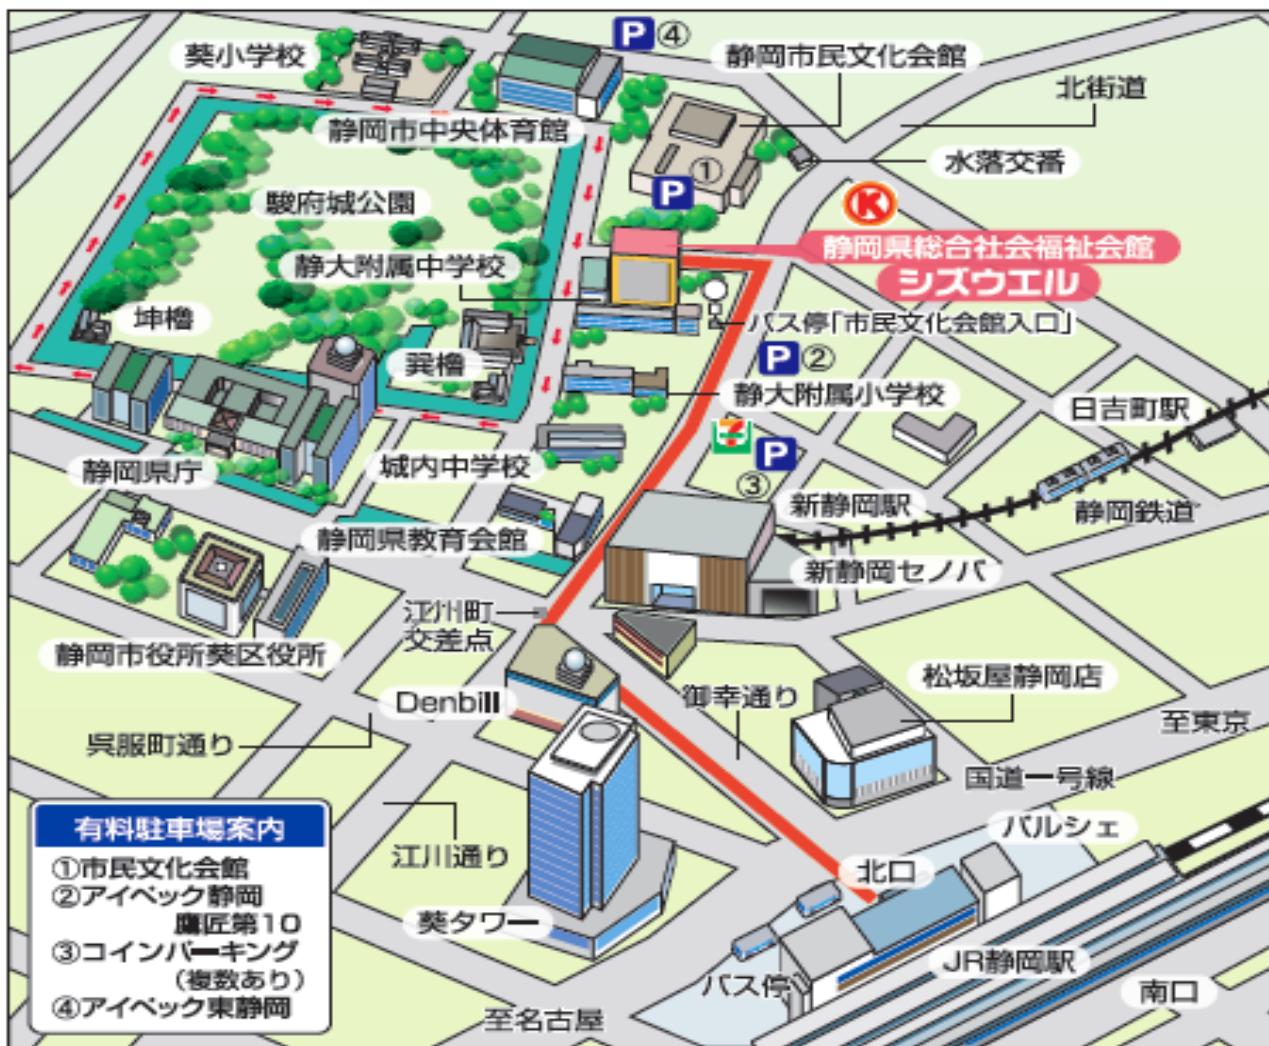 P④
静岡市民文化会館
葵小学校
北街道
静岡市中央体育館
水落交番
①
P
K
駿府城公園
静岡県総合社会福祉会館
シズウエル
静大附属中学校
坤櫓
バス停「市民文化会館入口」
巽櫓
P②
静大附属小学校
日吉町駅
7
P
③
城内中学校
静岡県庁
新静岡駅
静岡鉄道
静岡県教育会館
新静岡セノバ
江川町
交差点
静岡市役所葵区役所
松坂屋静岡店
Denbill
御幸通り
至東京
呉服町通り
国道一号線
パルシェ
江川通り
北口
葵タワー
JR静岡駅
バス停
南口
至名古屋
有料駐車場案内
①市民文化会館
②アイペック静岡
鷹匠第10
③コインパーキング
(複数あり)
④アイペック東静岡